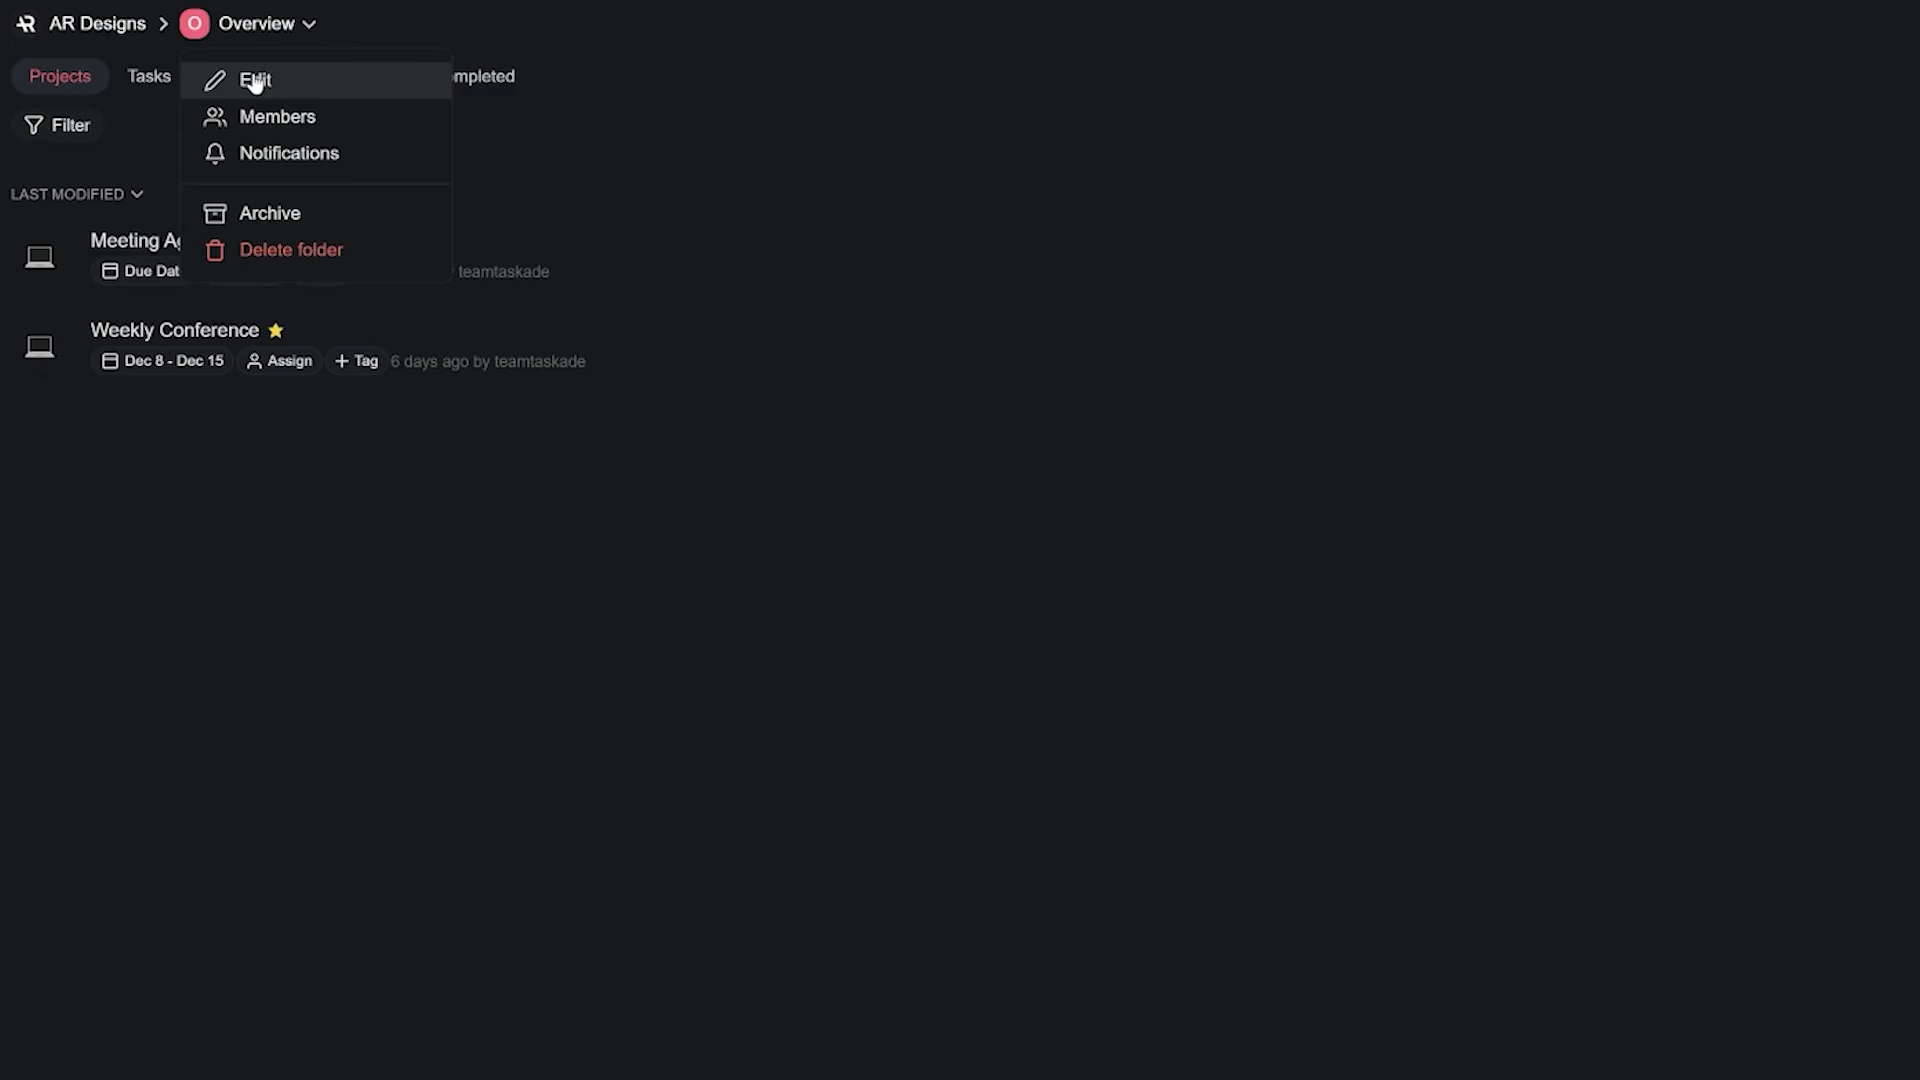 AR Designs > O Overview
Projects Tasks mpleted
Edit
Members
Filter
Notifications
LAST MODIFIED
Archive
Meeting
Delete folder
Due Dat teamtaskade
Weekly Conference
Dec 8 - Dec 15 Assign + Tag 6 days ago by teamtaskade